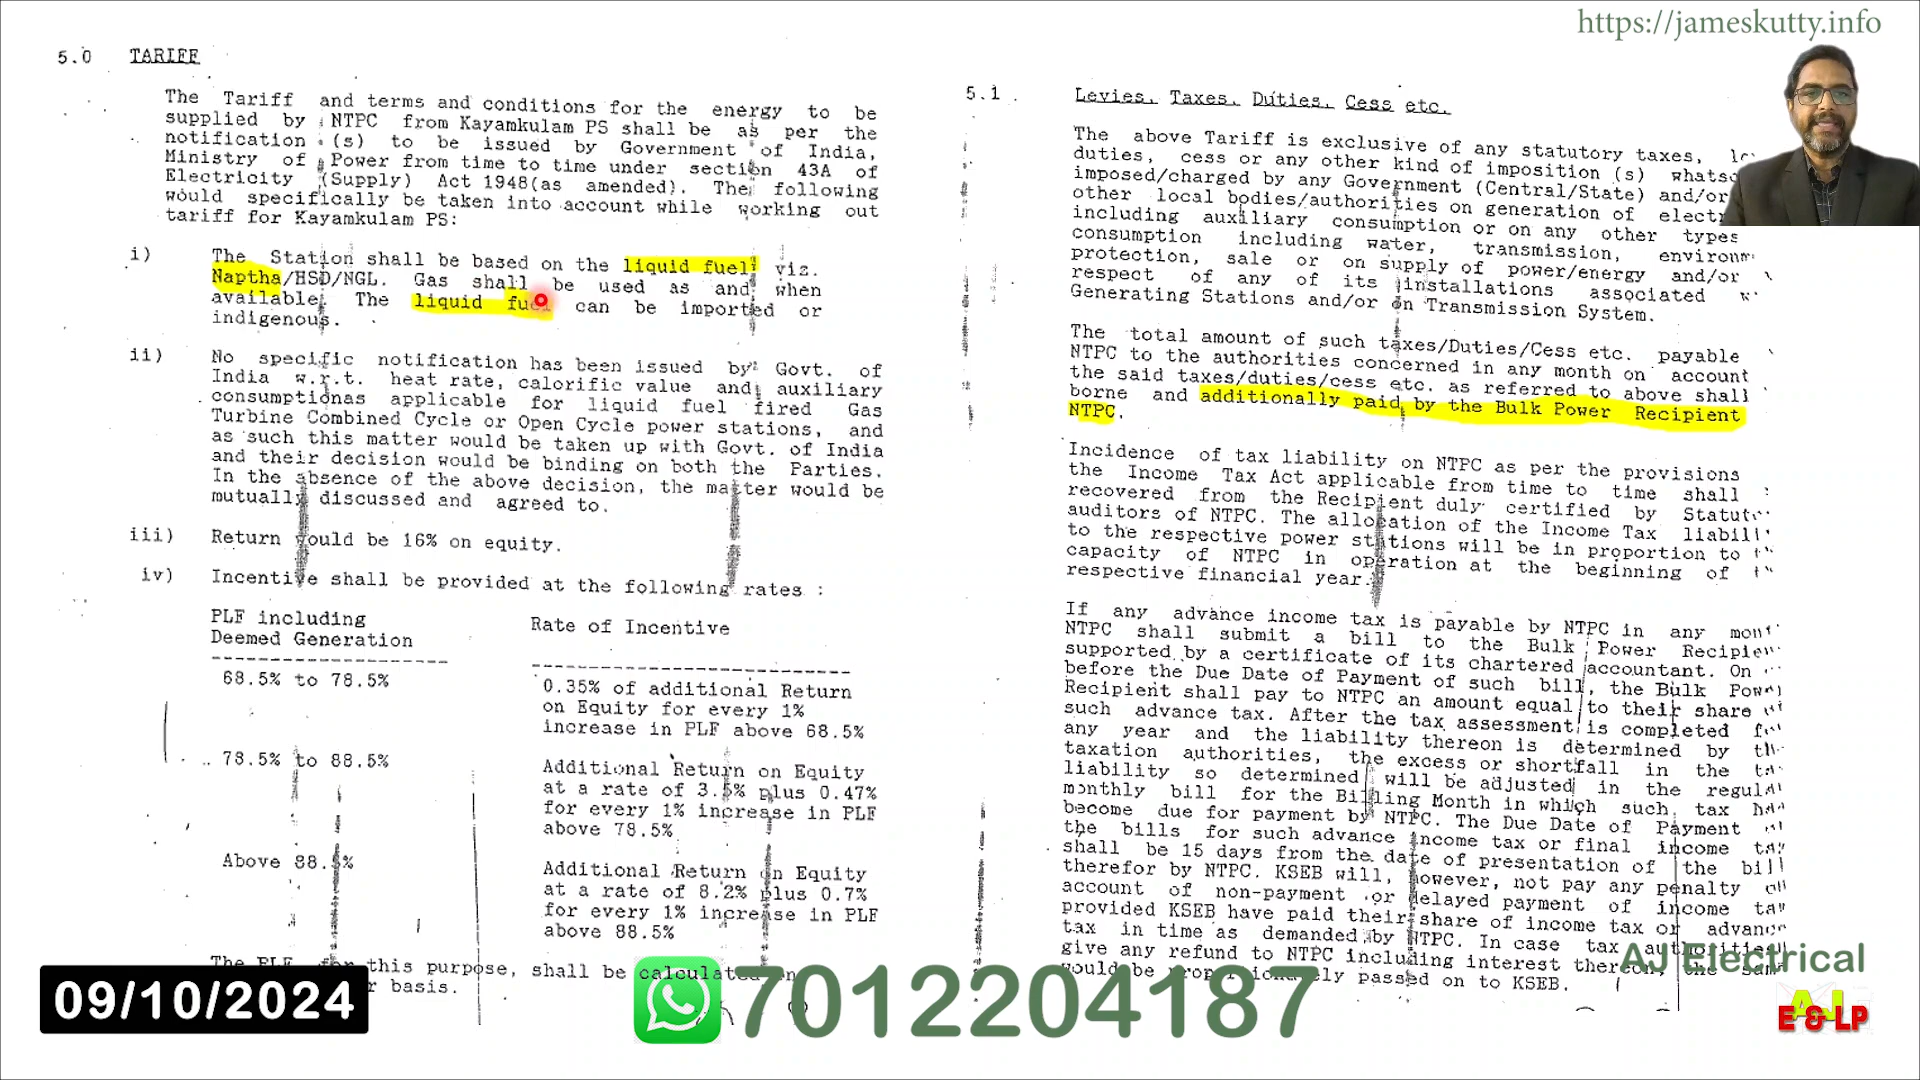 https://jameskutty.info
5.0 TARIFF
The Tariff and terms and conditions for the energy to be
supplied by NTPC from Kayamkulam PS shall be as per the
notification (s) to be issued by Government of India,
Ministry of Power from time to time under section 43A of
Electricity (Supply) Act 1948(as amended). The following
would specifically be taken into account while working out
tariff for Kayamkulam PS:
i) The Station shall be based on the liquid fuel viz.
Naptha/HSD/NGL. Gas shall be used as and when
available. The liquid fuel can be imported or
indigenous.
ii) No specific notification has been issued by Govt. of
India w.r.t. heat rate, calorific value and auxiliary
consumptionas applicable for liquid fuel fired Gas
Turbine Combined Cycle or Open Cycle power stations, and
as such this matter would be taken up with Govt. of India
and their decision would be binding on both the Parties.
In the absence of the above decision, the matter would be
mutually discussed and agreed to.
iii) Return would be 16% on equity.
iv) Incentive shall be provided at the following rates :
PLF including
Deemed Generation
Rate of Incentive
68.5% to 78.5%
0.35% of additional Return
on Equity for every 1%
increase in PLF above 68.5%
78.5% to 88.5%
Additional Return on Equity
at a rate of 3.5% plus 0.47%
for every 1% increase in PLF
above 78.5%
Above 88.5%
Additional Return on Equity
at a rate of 8.2% plus 0.7%
for every 1% increase in PLF
above 88.5%
The PLF for this purpose, shall be calculated on
basis.
5.1 Levies, Taxes, Duties, Cess etc.
The above Tariff is exclusive of any statutory taxes,
duties, cess or any other kind of imposition (s)
imposed/charged by any Government (Central/State) and/or
other local bodies/authorities on generation of
including auxiliary consumption or on any other types
consumption including water, transmission,
protection, sale or on supply of power/energy and/or
respect of any of its installations associated
Generating Stations and/or on Transmission System.
The total amount of such taxes/Duties/Cess etc. payable
NTPC to the authorities concerned in any month on account
the said taxes/duties/cess etc. as referred to above shall
borne and additionally paid by the Bulk Power Recipient
NTPC.
Incidence of tax liability on NTPC as per the provisions
the Income Tax Act applicable from time to time shall
recovered from the Recipient duly certified by
auditors of NTPC. The allocation of the Income Tax
to the respective power stations will be in proportion to
capacity of NTPC in operation at the beginning of
respective financial year.
If any advance income tax is payable by NTPC in any
NTPC shall submit a bill to the Bulk Power
supported by a certificate of its chartered accountant. On
before the Due Date of Payment of such bill, the Bulk
Recipient shall pay to NTPC an amount equal to their share
such advance tax. After the tax assessment is completed
any year and the liability thereon is determined by
taxation authorities, the excess or shortfall in the
liability so determined will be adjusted in the
monthly bill for the Billing Month in which such tax
become due for payment by NTPC. The Due Date of Payment
the bills for such advance income tax or final income
shall be 15 days from the date of presentation of the
therefor by NTPC. KSEB will, however, not pay any penalty
account of non-payment or delayed payment of income
provided KSEB have paid their share of income tax or
tax in time as demanded by NTPC. In case tax
give any refund to NTPC including interest
would be proportionately passed on to KSEB.
AJ Electrical
09/10/2024
7012204187
AJ
E & LP